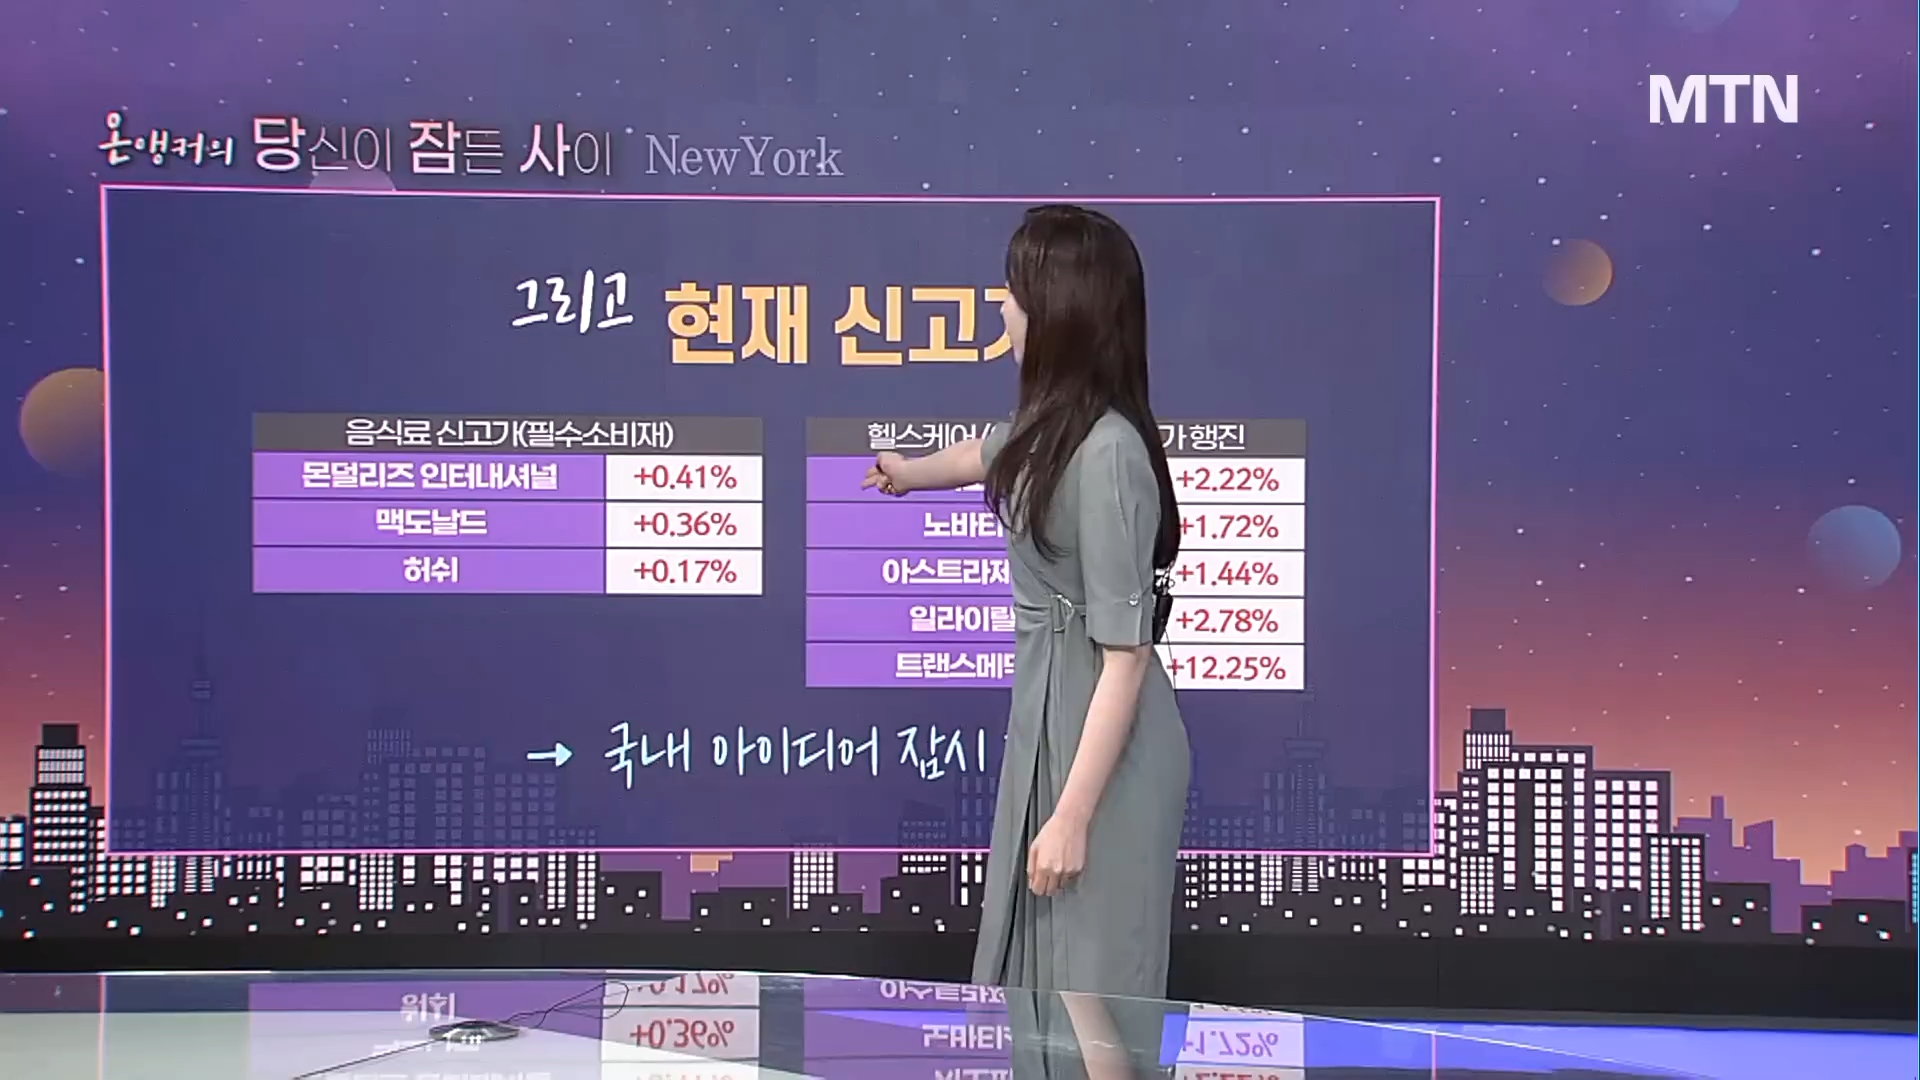 MTN
온앵커의 당신이 잠든 사이 NewYork
그리고 현재 신고
음식료 신고가(필수소비재)
몬덜리즈 인터내셔널 +0.41%
맥도날드 +0.36%
허쉬 +0.17%
헬스케어 행진
+2.22%
노바티 +1.72%
아스트라제 +1.44%
일라이릴 +2.78%
트랜스메드 +12.25%
→ 국내 아이디어 잠시